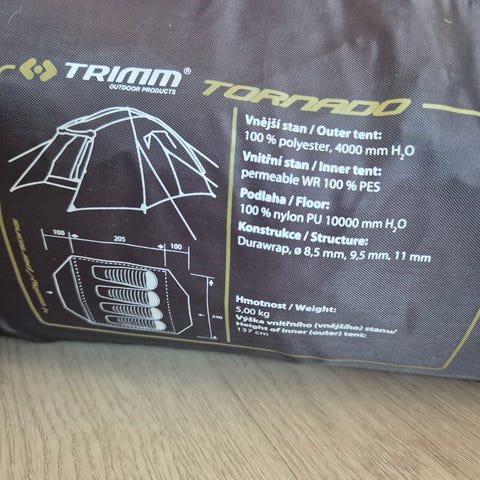 TRIMM®
OUTDOOR PRODUCTS
TORNADO
Vnější stan / Outer tent:
100 % polyester, 4000 mm H₂O
Vnitřní stan / Inner tent:
permeable WR 100 % PES
Podlaha / Floor:
100 % nylon PU 10000 mm H₂O
Konstrukce / Structure:
Durawrap, ø 8,5 mm, 9,5 mm, 11 mm
100
205
100
240
Hmotnost / Weight:
5,00 kg
Výška vnitřního (vnějšího) stanu/
Height of inner (outer) tent:
137 cm